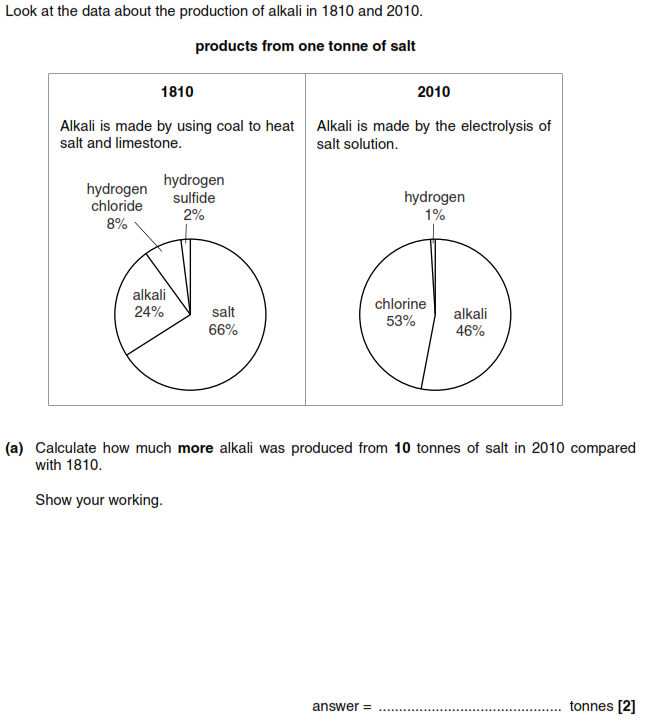 Look at the data about the production of alkali in 1810 and 2010.
products from one tonne of salt
1810
Alkali is made by using coal to heat
salt and limestone.
hydrogen
chloride
8%
hydrogen
sulfide
2%
alkali
24%
salt
66%
2010
Alkali is made by the electrolysis of
salt solution.
hydrogen
1%
chlorine
53%
alkali
46%
(a) Calculate how much more alkali was produced from 10 tonnes of salt in 2010 compared
with 1810.
Show your working.
answer = ............................................. tonnes [2]